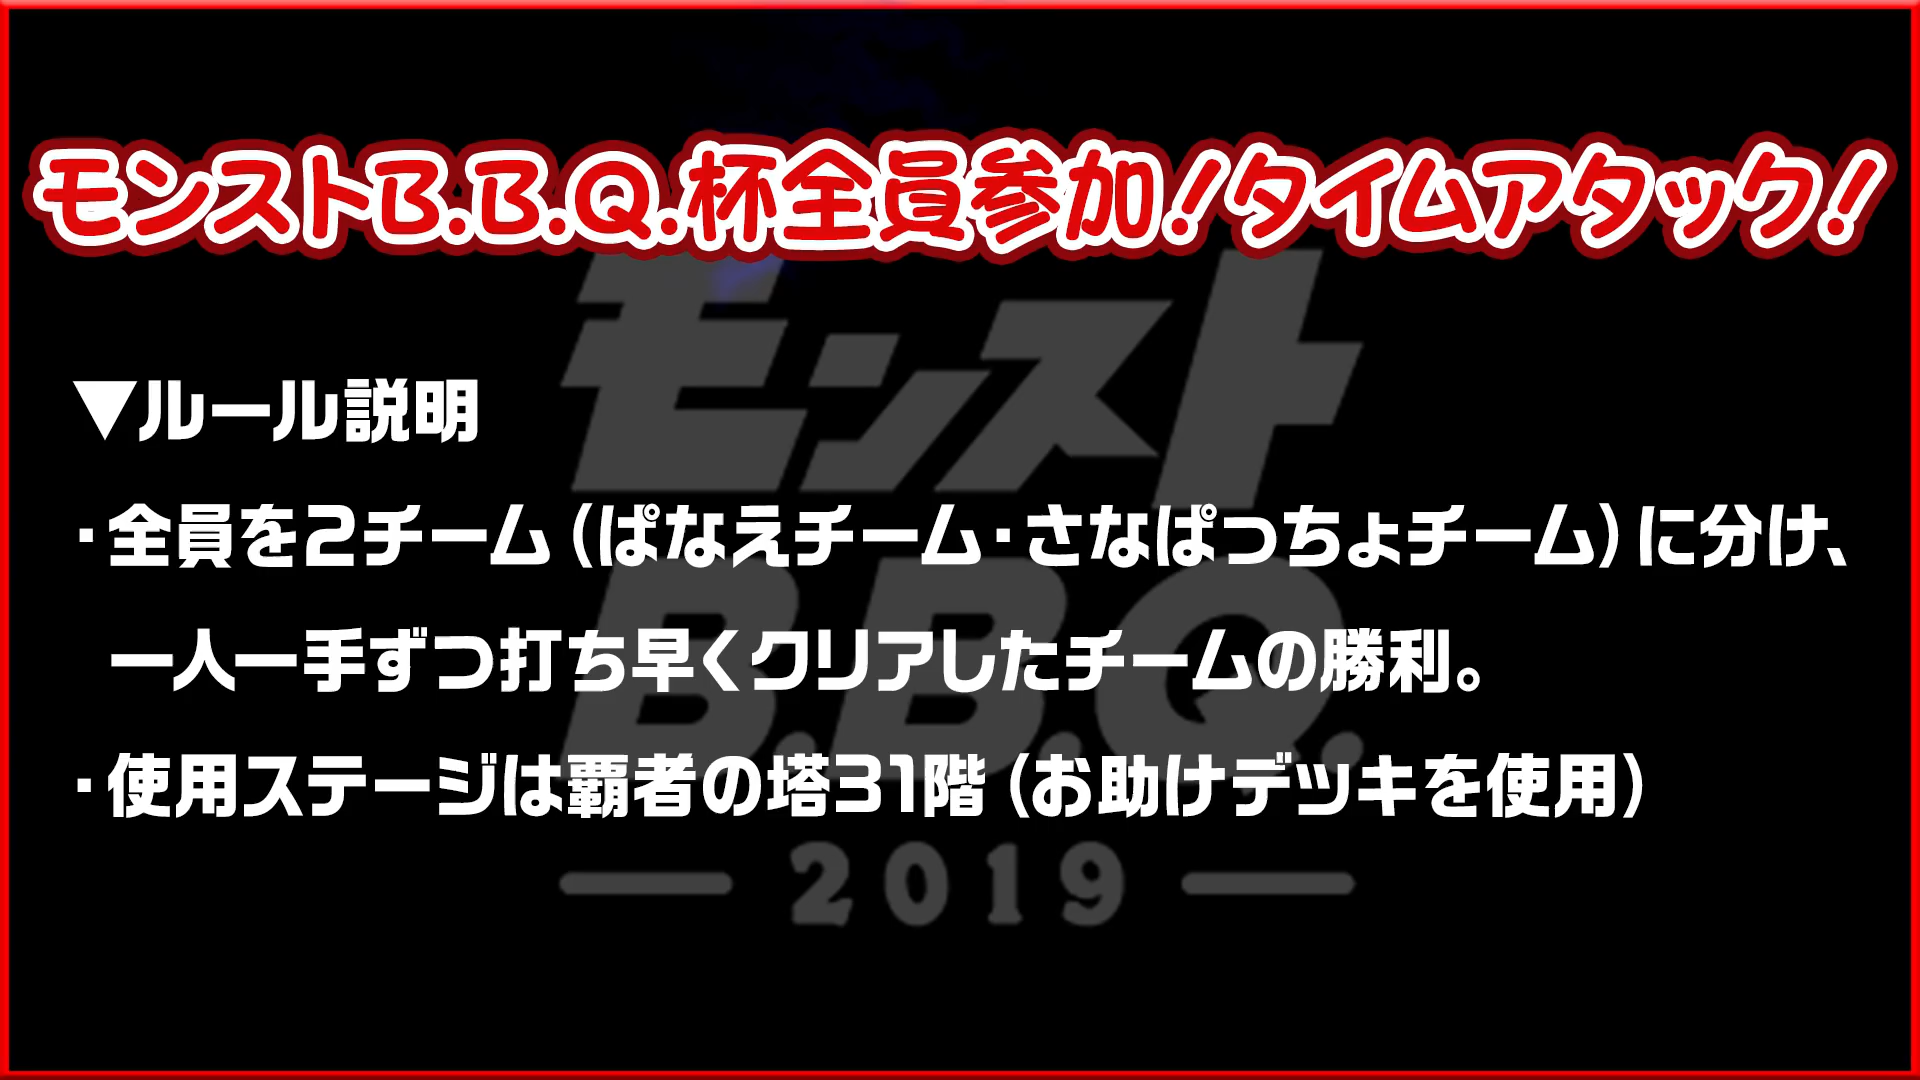 モンストB.B.Q.杯全員参加！タイムアタック！
▼ルール説明
・全員を2チーム（ぱなえチーム・さなぱっちょチーム）に分け、
一人一手ずつ打ち早くクリアしたチームの勝利。
・使用ステージは覇者の塔31階（お助けデッキを使用）
モンスト
B.B.Q.
2019